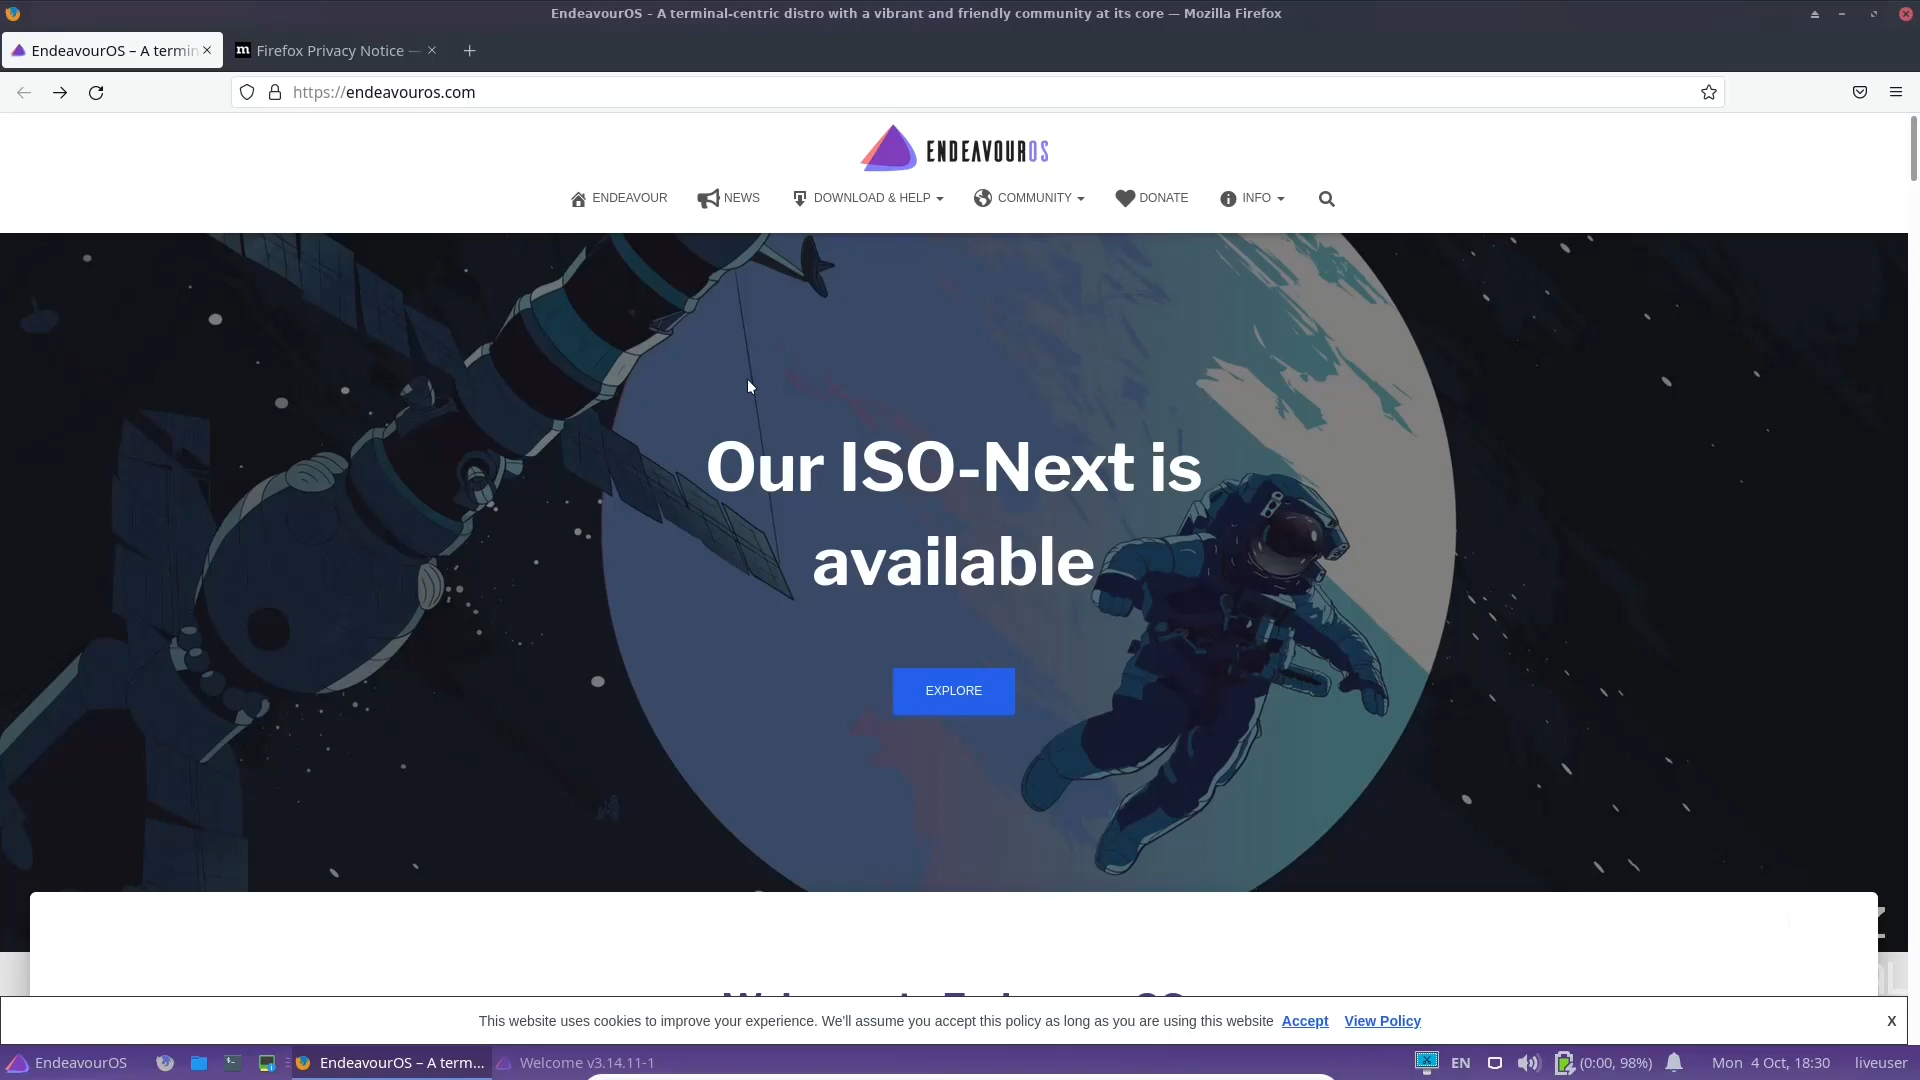 EndeavourOS – A terminal-centric distro with a vibrant and friendly community at its core — Mozilla Firefox
EndeavourOS – A termin
Firefox Privacy Notice —
https://endeavouros.com
ENDEAVOUROS
ENDEAVOUR
NEWS
DOWNLOAD & HELP
COMMUNITY
DONATE
INFO
Our ISO-Next is
available
EXPLORE
This website uses cookies to improve your experience. We'll assume you accept this policy as long as you are using this website Accept View Policy
X
EndeavourOS
EndeavourOS – A term...
Welcome v3.14.11-1
EN
(0:00, 98%)
Mon 4 Oct, 18:30
liveuser